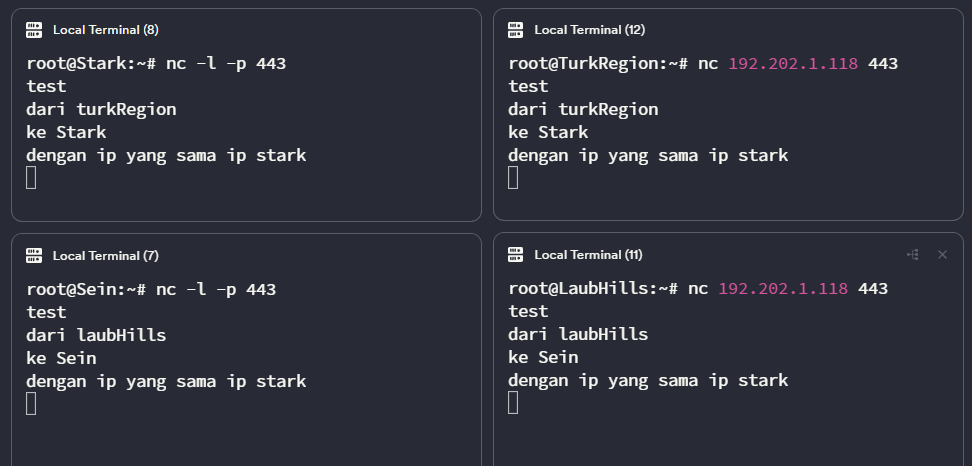 Local Terminal (8)
root@Stark:~# nc -l -p 443
test
dari turkRegion
ke Stark
dengan ip yang sama ip stark
Local Terminal (12)
root@TurkRegion:~# nc 192.202.1.118 443
test
dari turkRegion
ke Stark
dengan ip yang sama ip stark
Local Terminal (7)
root@Sein:~# nc -l -p 443
test
dari laubHills
ke Sein
dengan ip yang sama ip stark
Local Terminal (11)
root@LaubHills:~# nc 192.202.1.118 443
test
dari laubHills
ke Sein
dengan ip yang sama ip stark